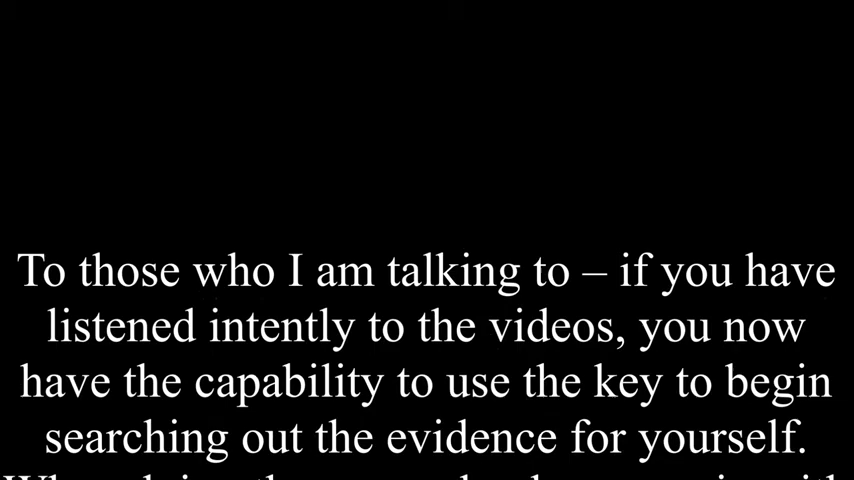 To those who I am talking to – if you have
listened intently to the videos, you now
have the capability to use the key to begin
searching out the evidence for yourself.